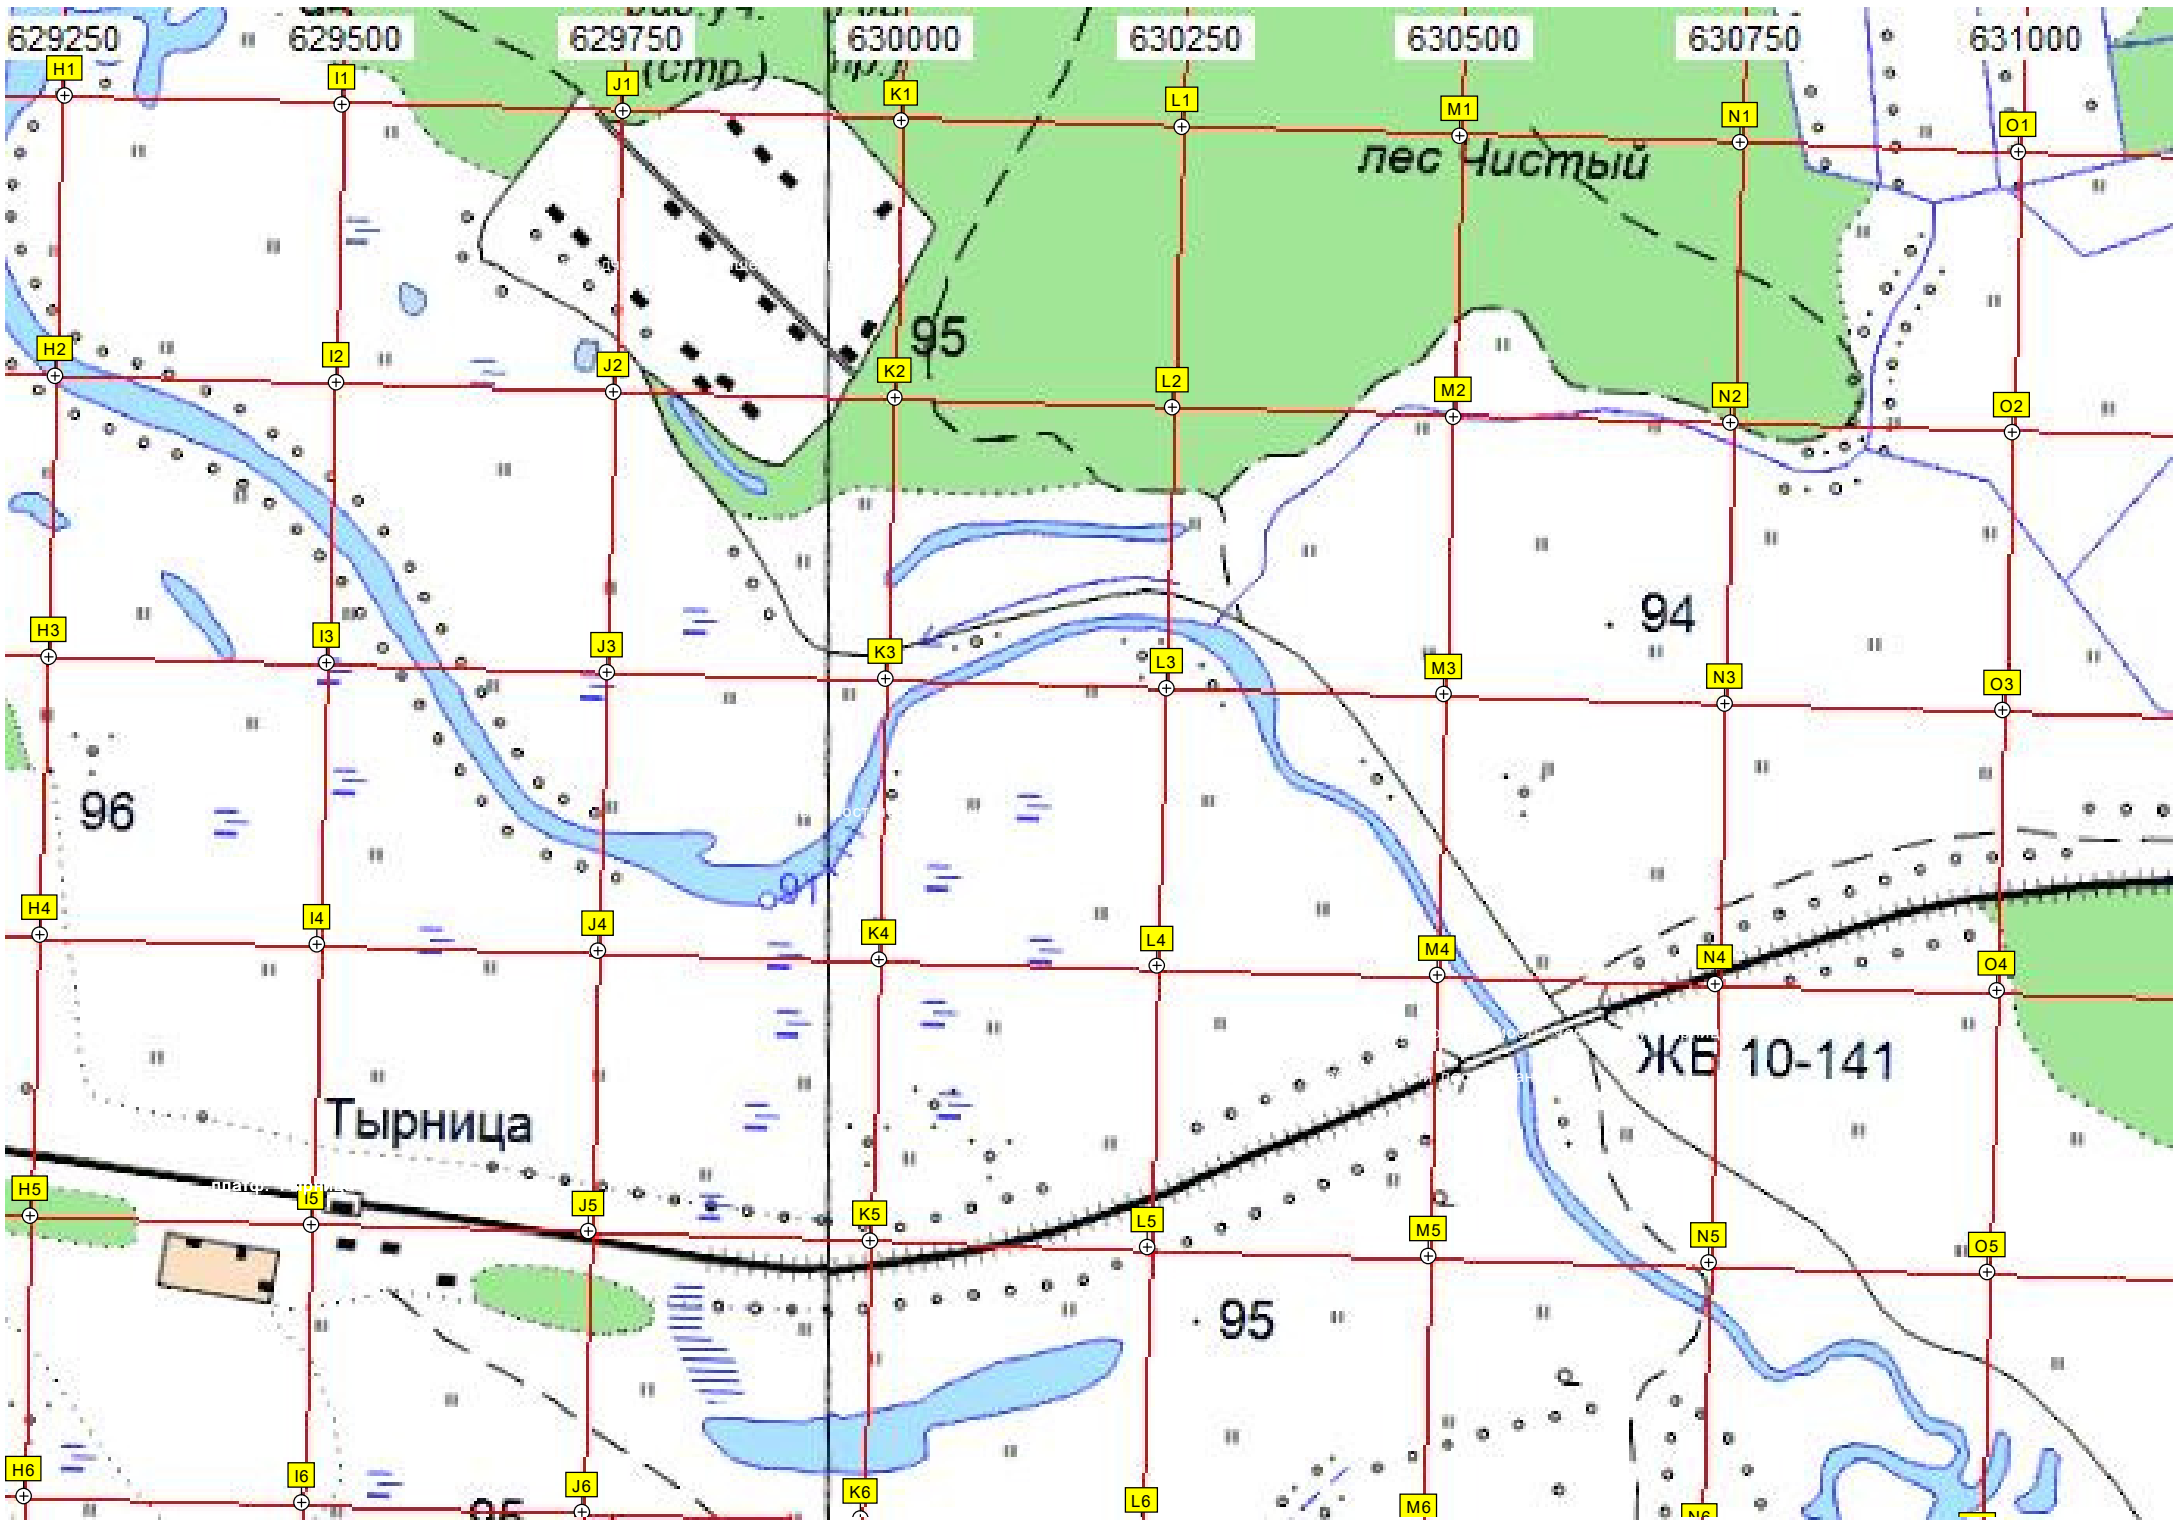 629250 629500 629750 630000 630250 630500 630750 631000
(стр.)
H1 I1 J1 K1 L1 M1 N1 O1
лес Чистый
95
H2 I2 J2 K2 L2 M2 N2 O2
94
H3 I3 J3 K3 L3 M3 N3 O3
96
H4 I4 J4 K4 L4 M4 N4 O4
ЖБ 10-141
Тырница
H5 I5 J5 K5 L5 M5 N5 O5
95
H6 I6 J6 K6 L6 M6 N6
95